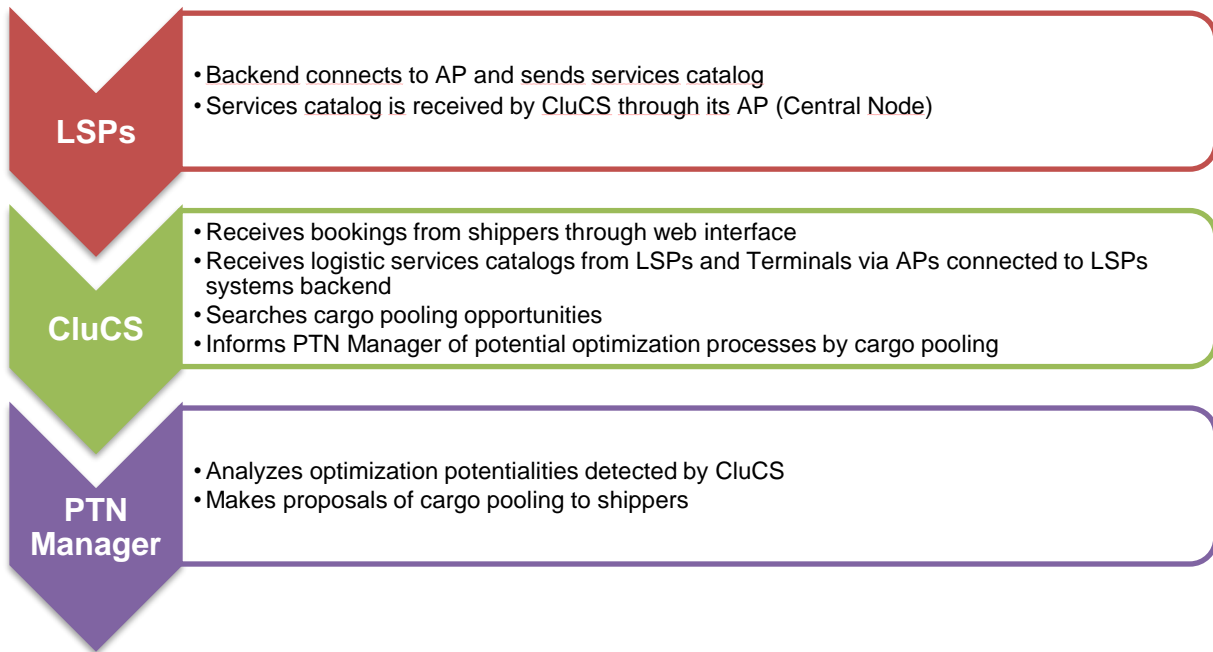 LSPs
• Backend connects to AP and sends services catalog
• Services catalog is received by CluCS through its AP (Central Node)
CluCS
• Receives bookings from shippers through web interface
• Receives logistic services catalogs from LSPs and Terminals via APs connected to LSPs
systems backend
• Searches cargo pooling opportunities
• Informs PTN Manager of potential optimization processes by cargo pooling
PTN
Manager
• Analyzes optimization potentialities detected by CluCS
• Makes proposals of cargo pooling to shippers